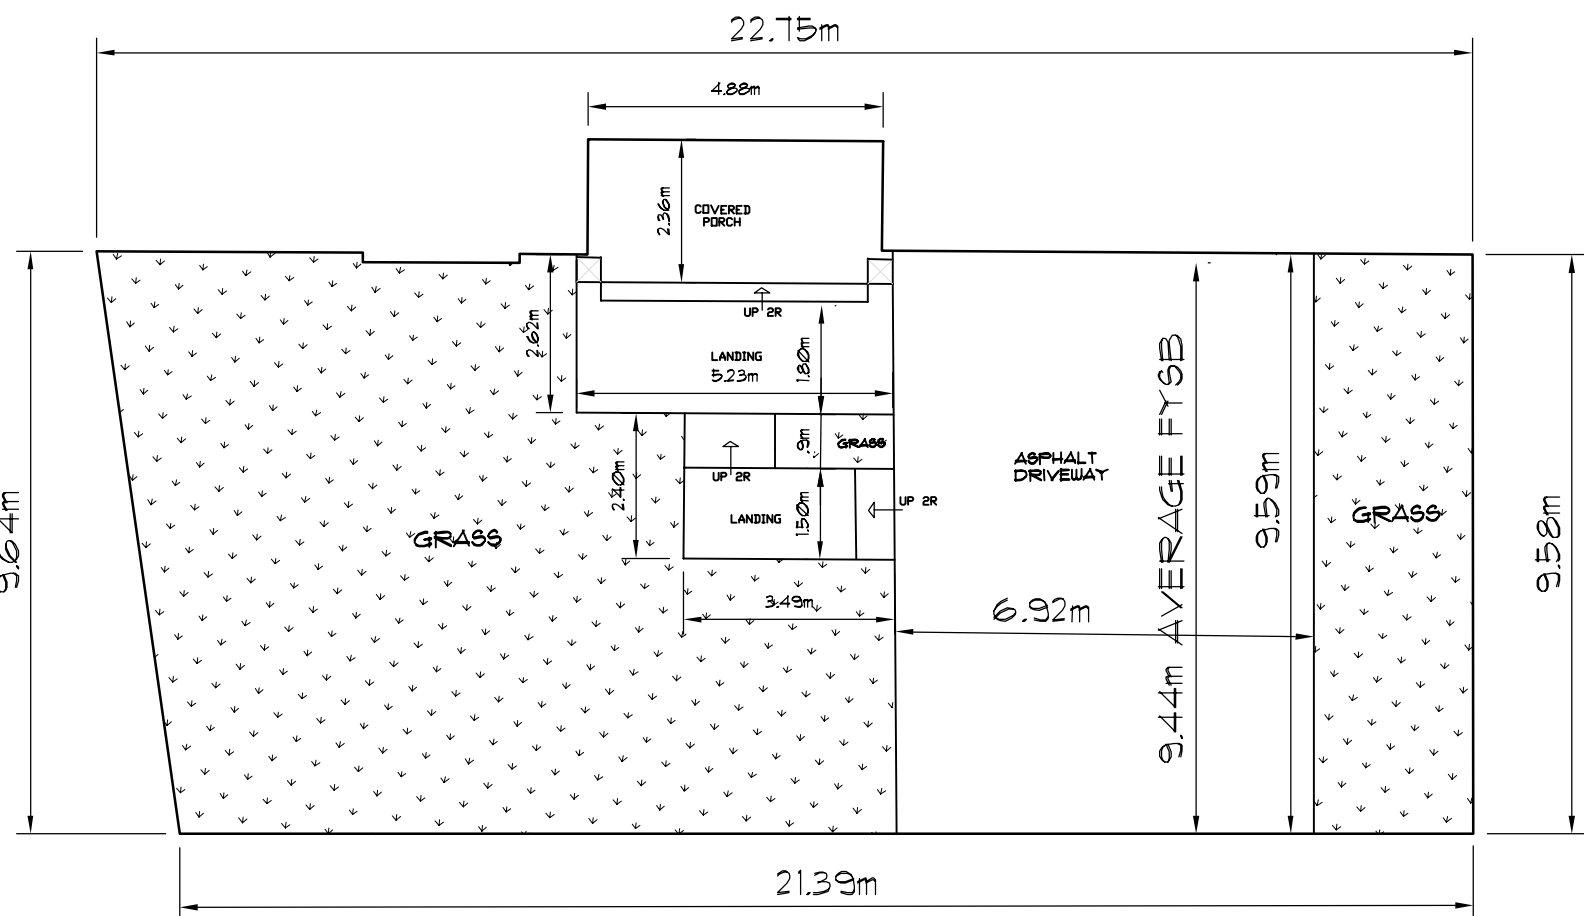 22.75m
4.88m
2.36m
COVERED
PORCH
UP 2R
2.62m
LANDING
5.23m
1.80m
.9m
GRASS
UP 2R
2.40m
LANDING
1.50m
UP 2R
3.49m
GRASS
9.64m
ASPHALT
DRIVEWAY
6.92m
9.44m AVERAGE FYSB
9.59m
GRASS
9.58m
21.39m